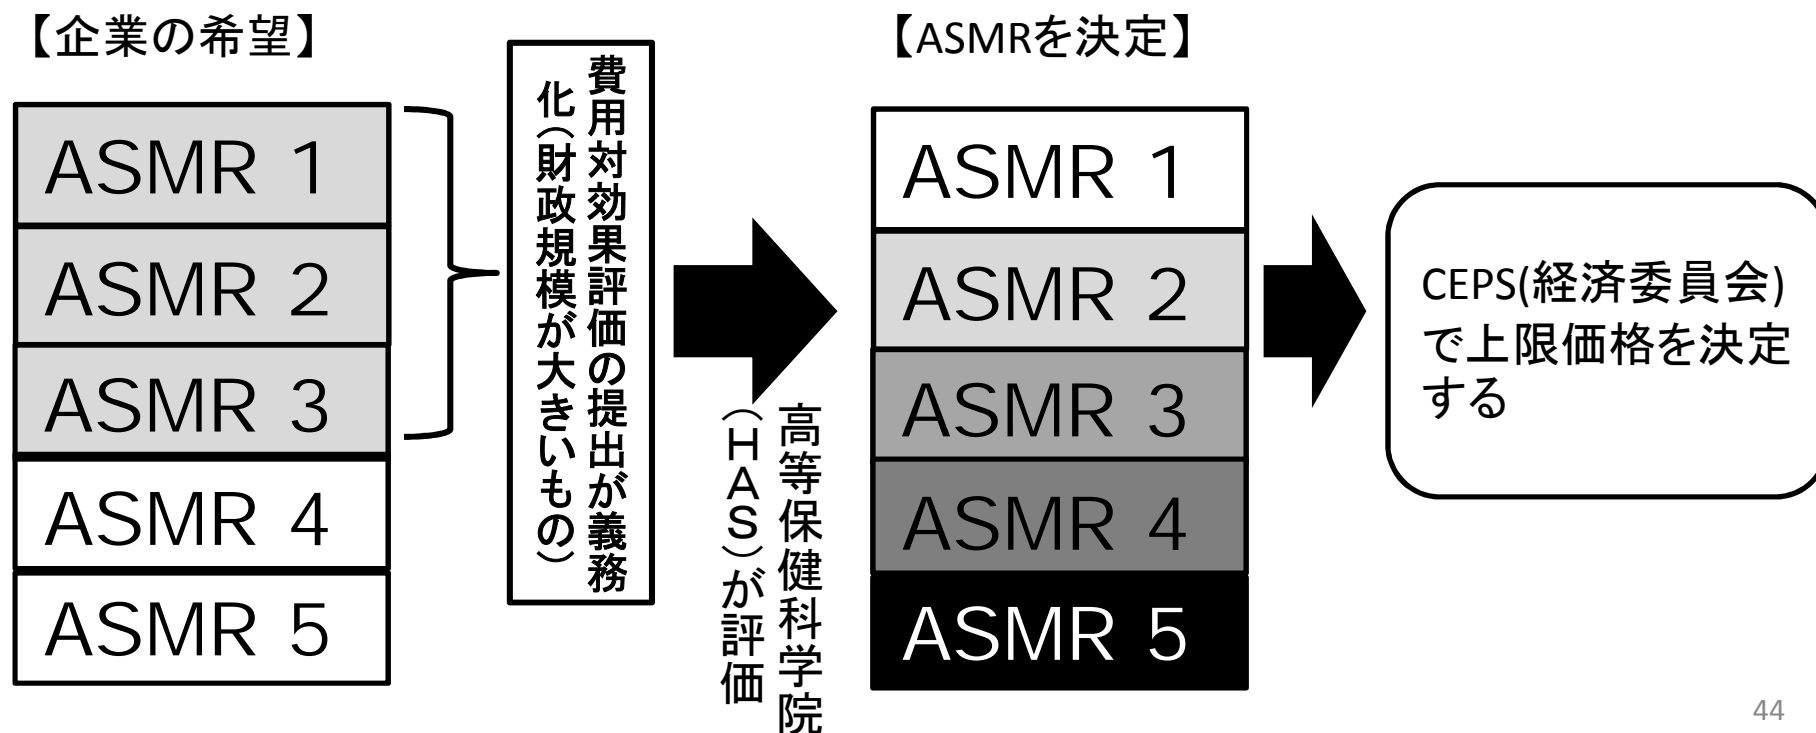 【企業の希望】
ASMR 1
ASMR 2
ASMR 3
ASMR 4
ASMR 5
費用対効果評価の提出が義務
化(財政規模が大きいもの)
高等保健科学院
(HAS)が評価
【ASMRを決定】
ASMR 1
ASMR 2
ASMR 3
ASMR 4
ASMR 5
CEPS(経済委員会)
で上限価格を決定
する
44